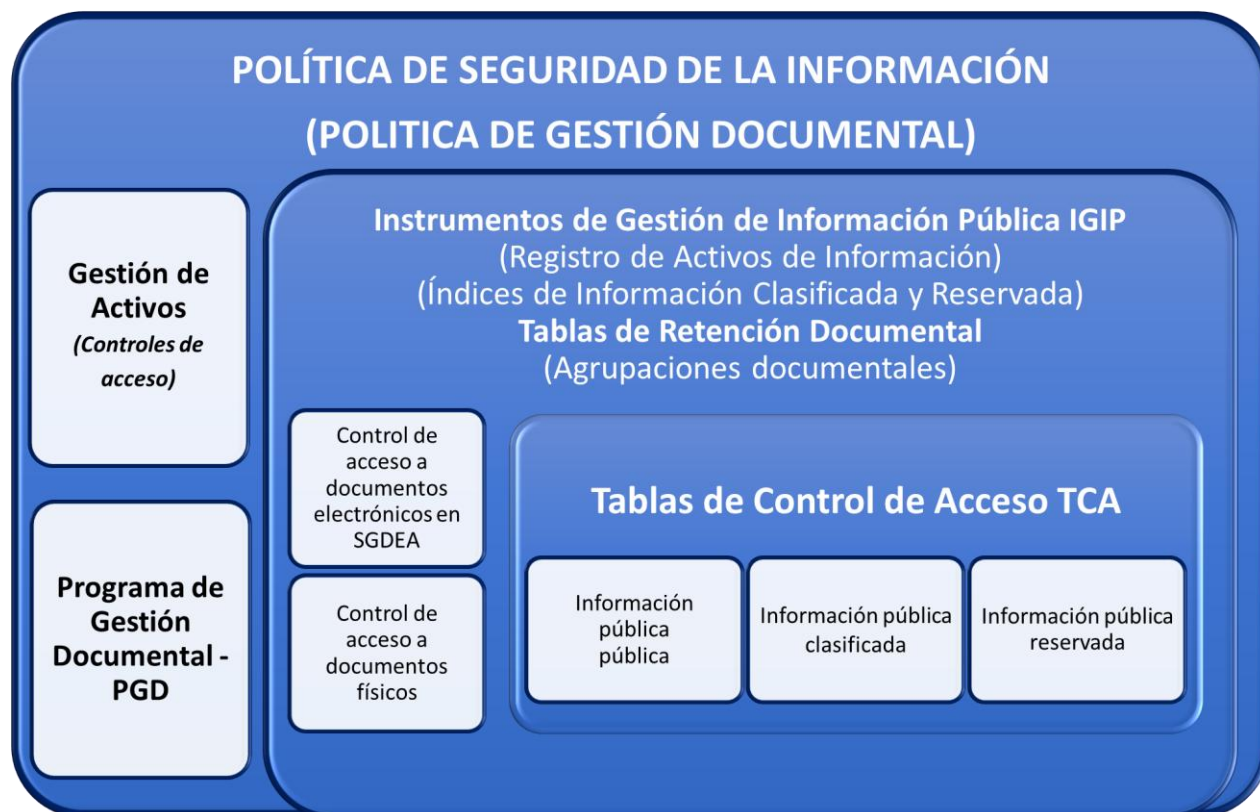 POLÍTICA DE SEGURIDAD DE LA INFORMACIÓN
(POLITICA DE GESTIÓN DOCUMENTAL)
Gestión de
Activos
(Controles de
acceso)
Programa de
Gestión
Documental -
PGD
Instrumentos de Gestión de Información Pública IGIP
(Registro de Activos de Información)
(Índices de Información Clasificada y Reservada)
Tablas de Retención Documental
(Agrupaciones documentales)
Control de
acceso a
documentos
electrónicos en
SGDEA
Control de
acceso a
documentos
físicos
Tablas de Control de Acceso TCA
Información
pública
pública
Información pública
clasificada
Información pública
reservada